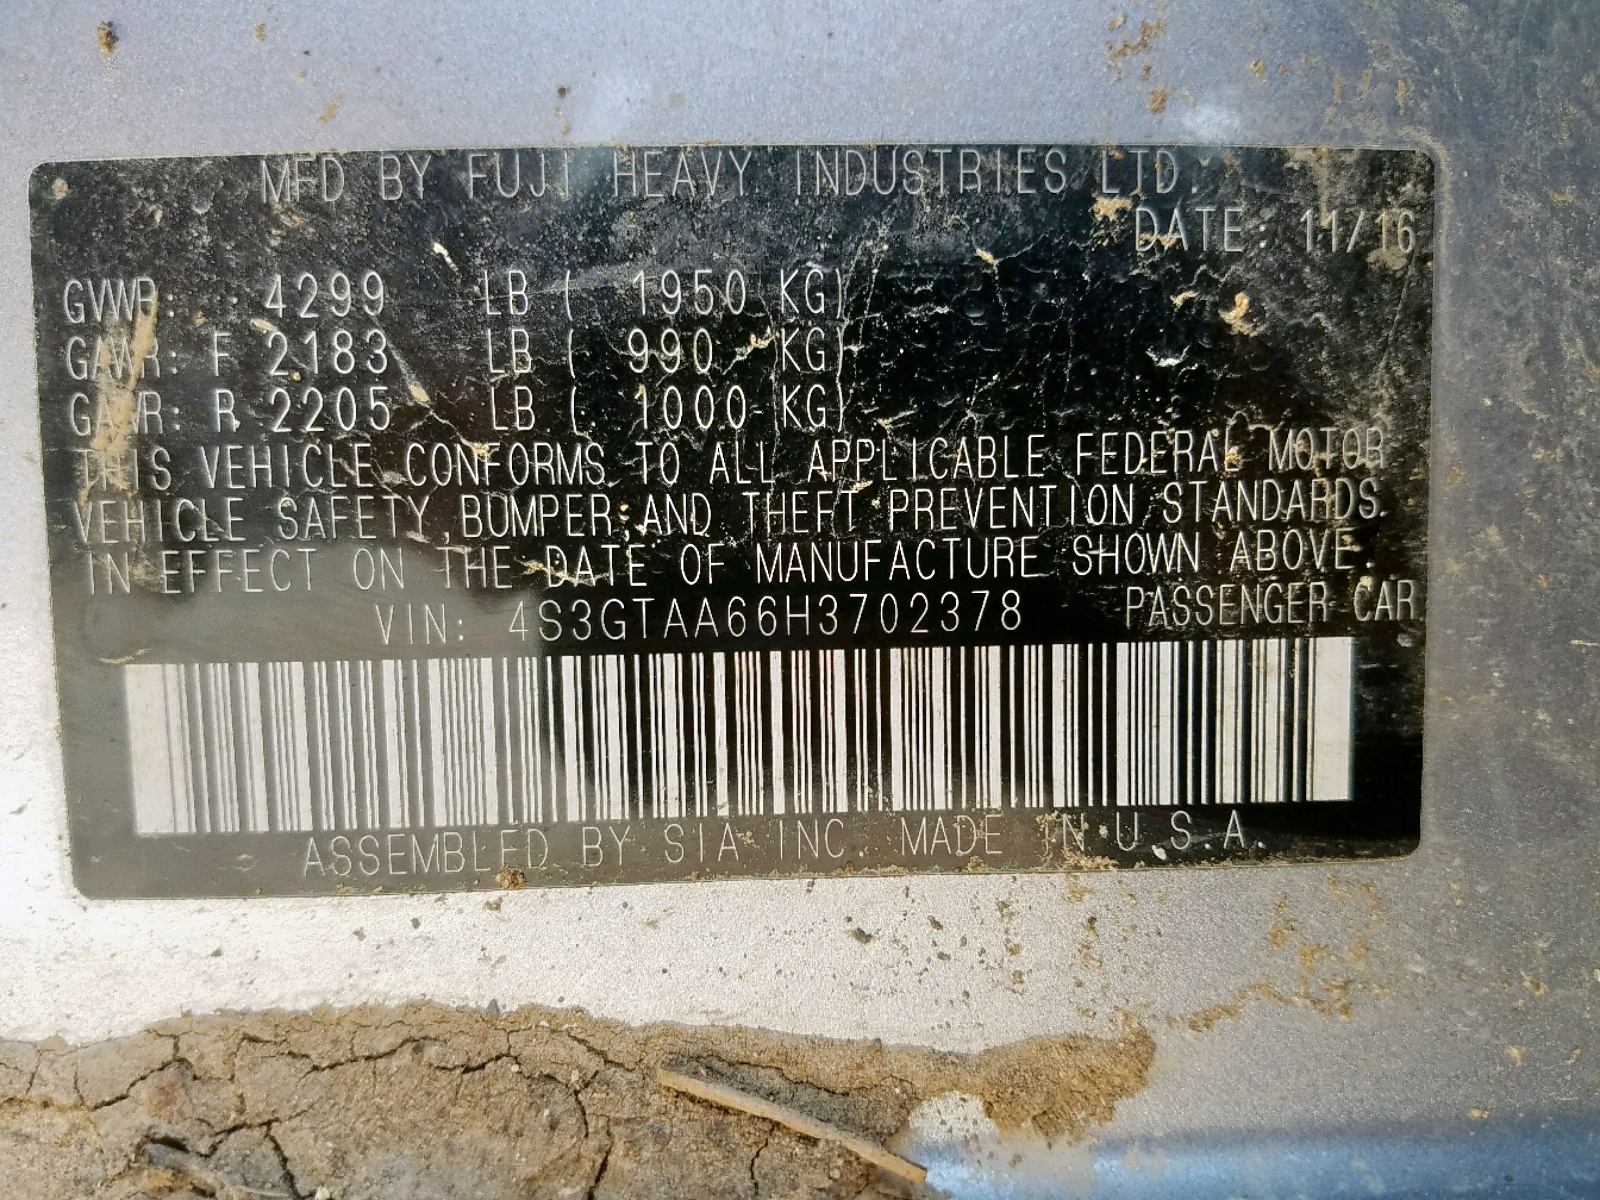 MFD BY FUJI HEAVY INDUSTRIES LTD.
DATE: 11/16
GVWR: 4299 LB ( 1950 KG)
GAWR: F 2183 LB ( 990 KG)
GAWR: R 2205 LB ( 1000 KG)
THIS VEHICLE CONFORMS TO ALL APPLICABLE FEDERAL MOTOR
VEHICLE SAFETY, BUMPER, AND THEFT PREVENTION STANDARDS
IN EFFECT ON THE DATE OF MANUFACTURE SHOWN ABOVE.
VIN: 4S3GTAA66H3702378 PASSENGER CAR
ASSEMBLED BY SIA INC. MADE IN U.S.A.